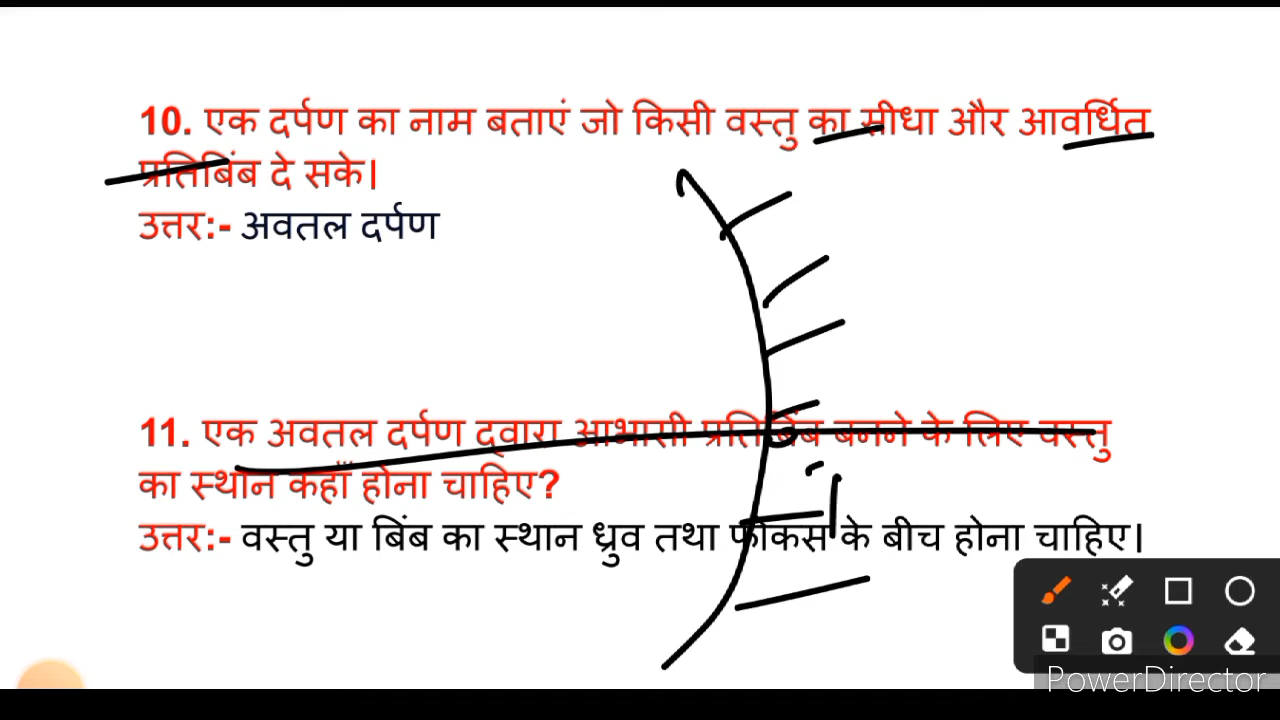 10. एक दर्पण का नाम बताएं जो किसी वस्तु का सीधा और आवर्धित
प्रतिबिंब दे सके।
उत्तर:- अवतल दर्पण
11. एक अवतल दर्पण द्वारा आभासी प्रतिबिंब बनने के लिए वस्तु
का स्थान कहाँ होना चाहिए?
उत्तर:- वस्तु या बिंब का स्थान ध्रुव तथा फोकस के बीच होना चाहिए।
PowerDirector